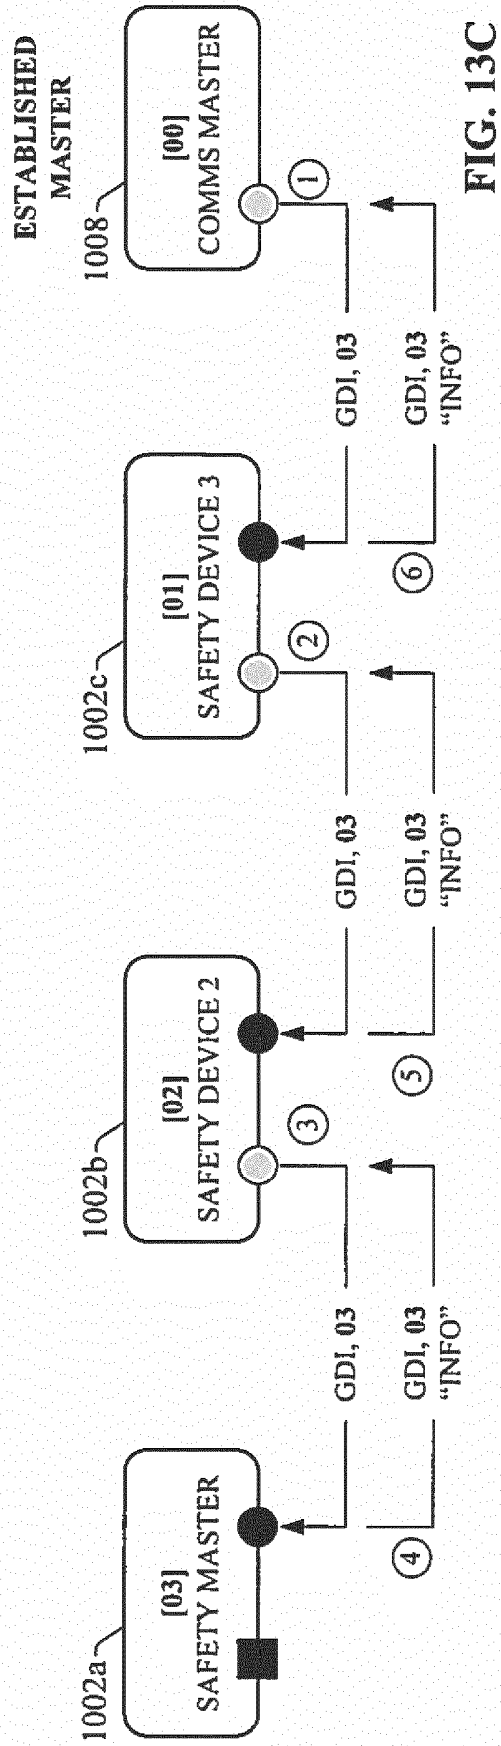 ESTABLISHED
MASTER
1002a
[03]
SAFETY MASTER
1002b
[02]
SAFETY DEVICE 2
1002c
[01]
SAFETY DEVICE 3
1008
[00]
COMMS MASTER
3
2
1
GDI, 03
GDI, 03
GDI, 03
4
GDI, 03
"INFO"
5
GDI, 03
"INFO"
6
GDI, 03
"INFO"
FIG. 13C